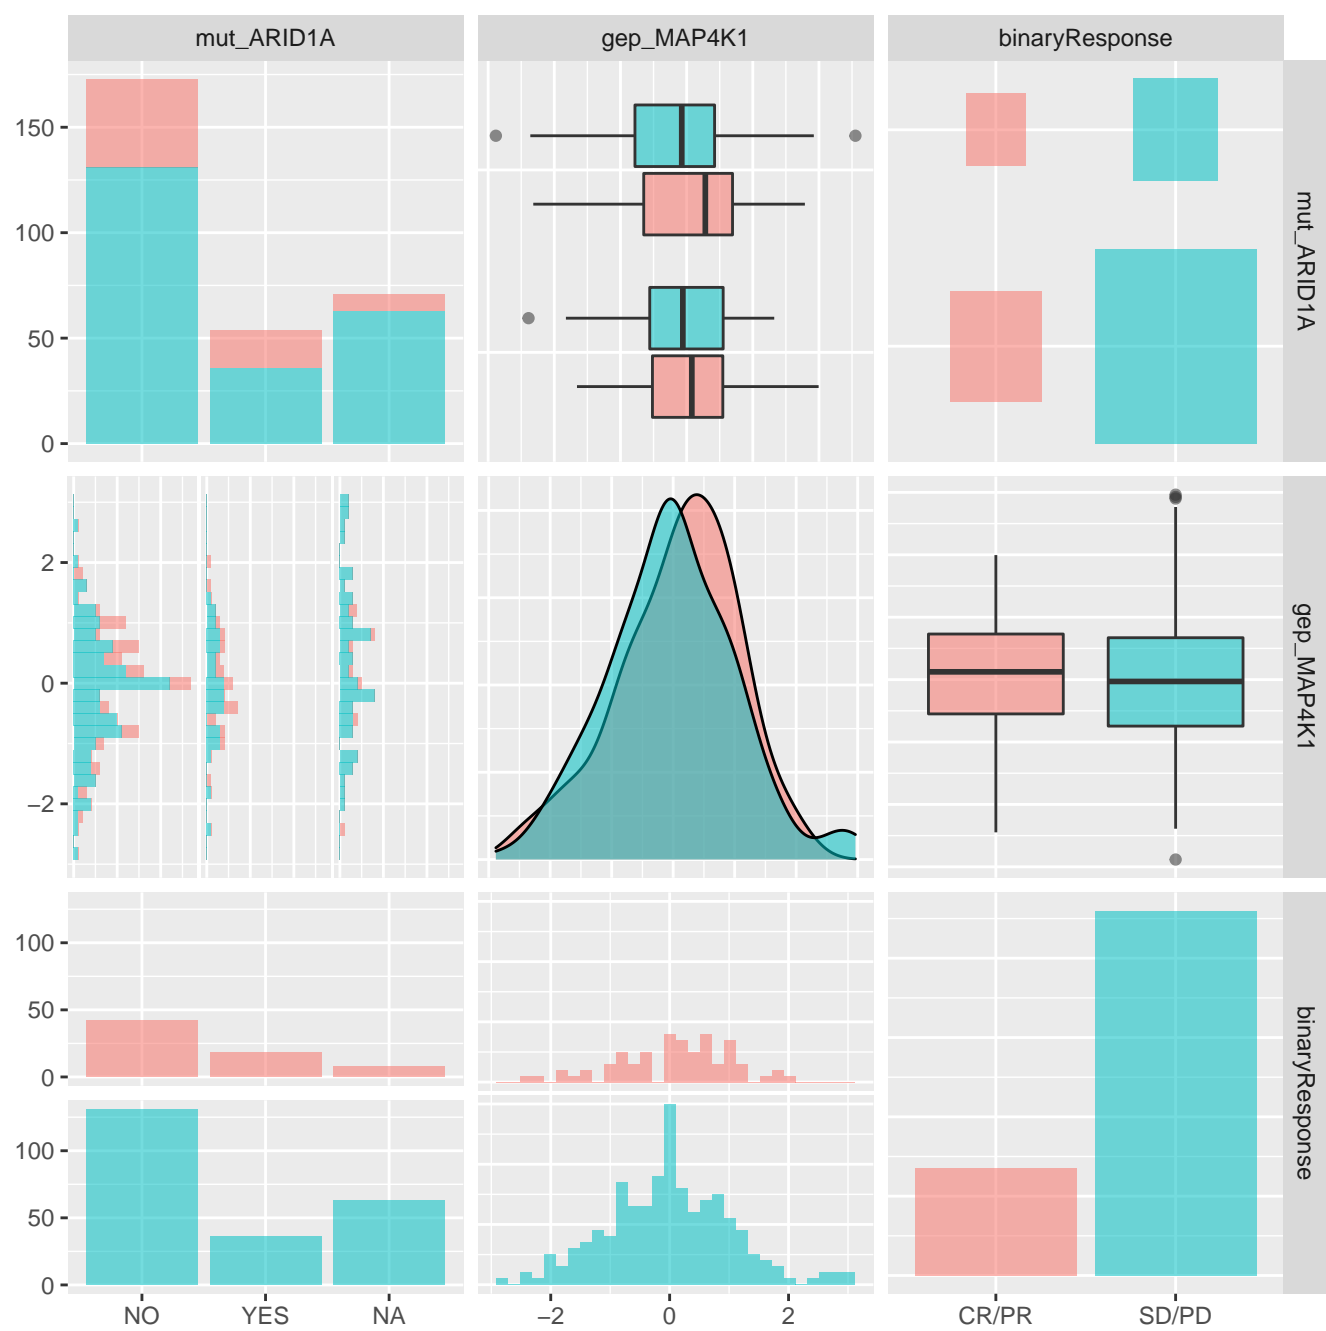 mut_ARID1A gep_MAP4K1 binaryResponse
150
100
50
0
mut_ARID1A
2
0
−2
gep_MAP4K1
100
50
0
100
50
0
binaryResponse
NO YES NA −2 0 2 CR/PR SD/PD